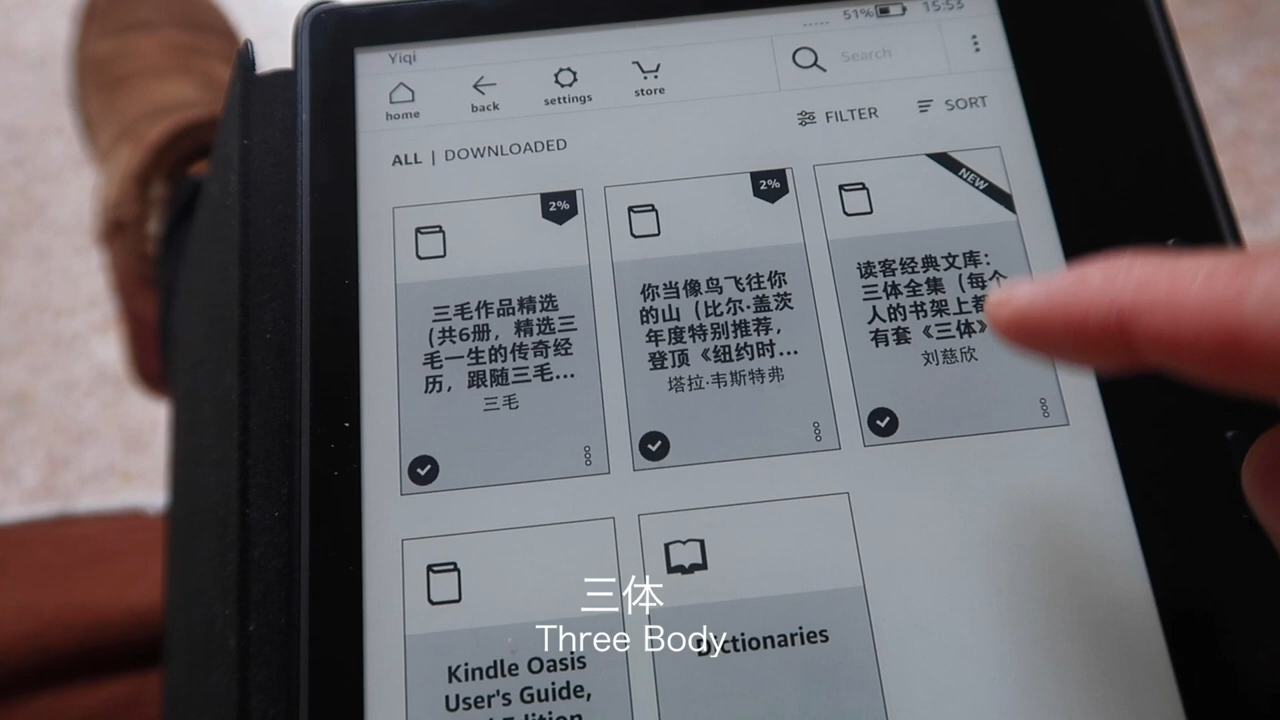 Yiqi
51% 15:53
home
back
settings
store
Search
FILTER
SORT
ALL | DOWNLOADED
2%
三毛作品精选
(共6册，精选三
毛一生的传奇经
历，跟随三毛...
三毛
2%
你当像鸟飞往你
的山（比尔·盖茨
年度特别推荐，
登顶《纽约时...
塔拉·韦斯特弗
NEW
读客经典文库：
三体全集（每个
人的书架上都
有套《三体》
刘慈欣
Kindle Oasis
User's Guide,
Edition
Dictionaries
三体
Three Body